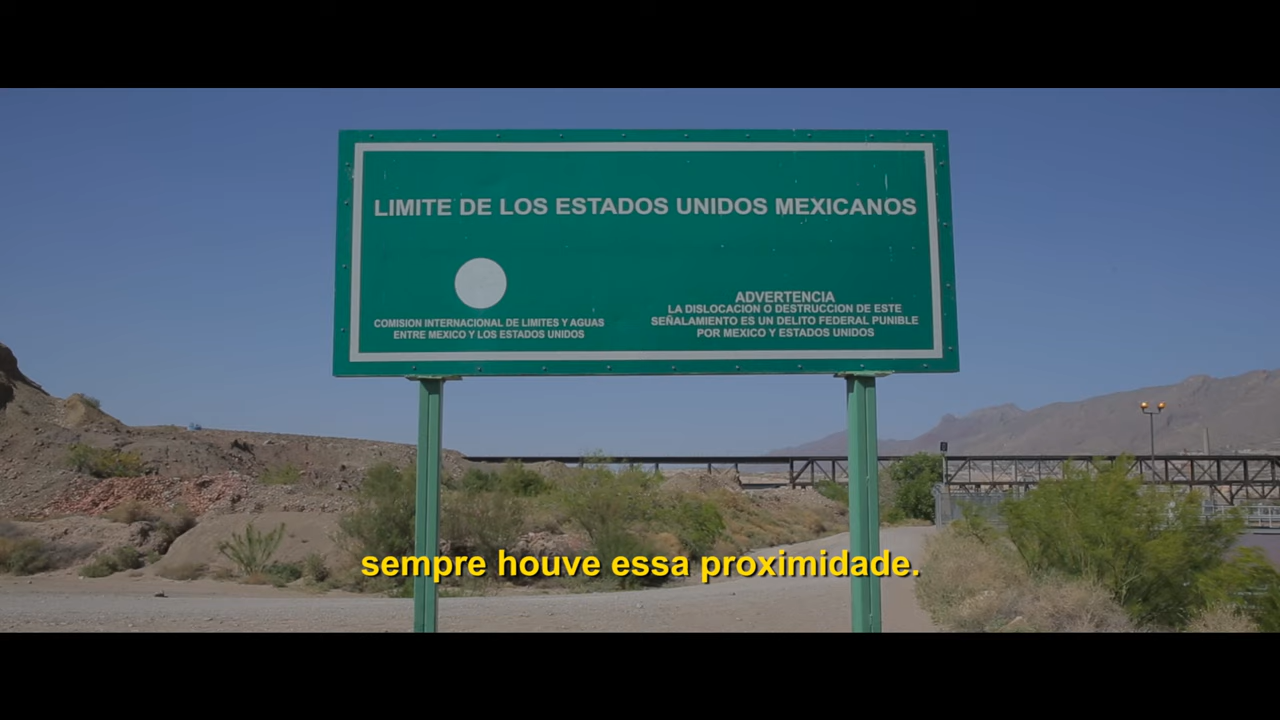 LIMITE DE LOS ESTADOS UNIDOS MEXICANOS
COMISION INTERNACIONAL DE LIMITES Y AGUAS
ENTRE MEXICO Y LOS ESTADOS UNIDOS
ADVERTENCIA
LA DISLOCACION O DESTRUCCION DE ESTE
SEÑALAMIENTO ES UN DELITO FEDERAL PUNIBLE
POR MEXICO Y ESTADOS UNIDOS
sempre houve essa proximidade.